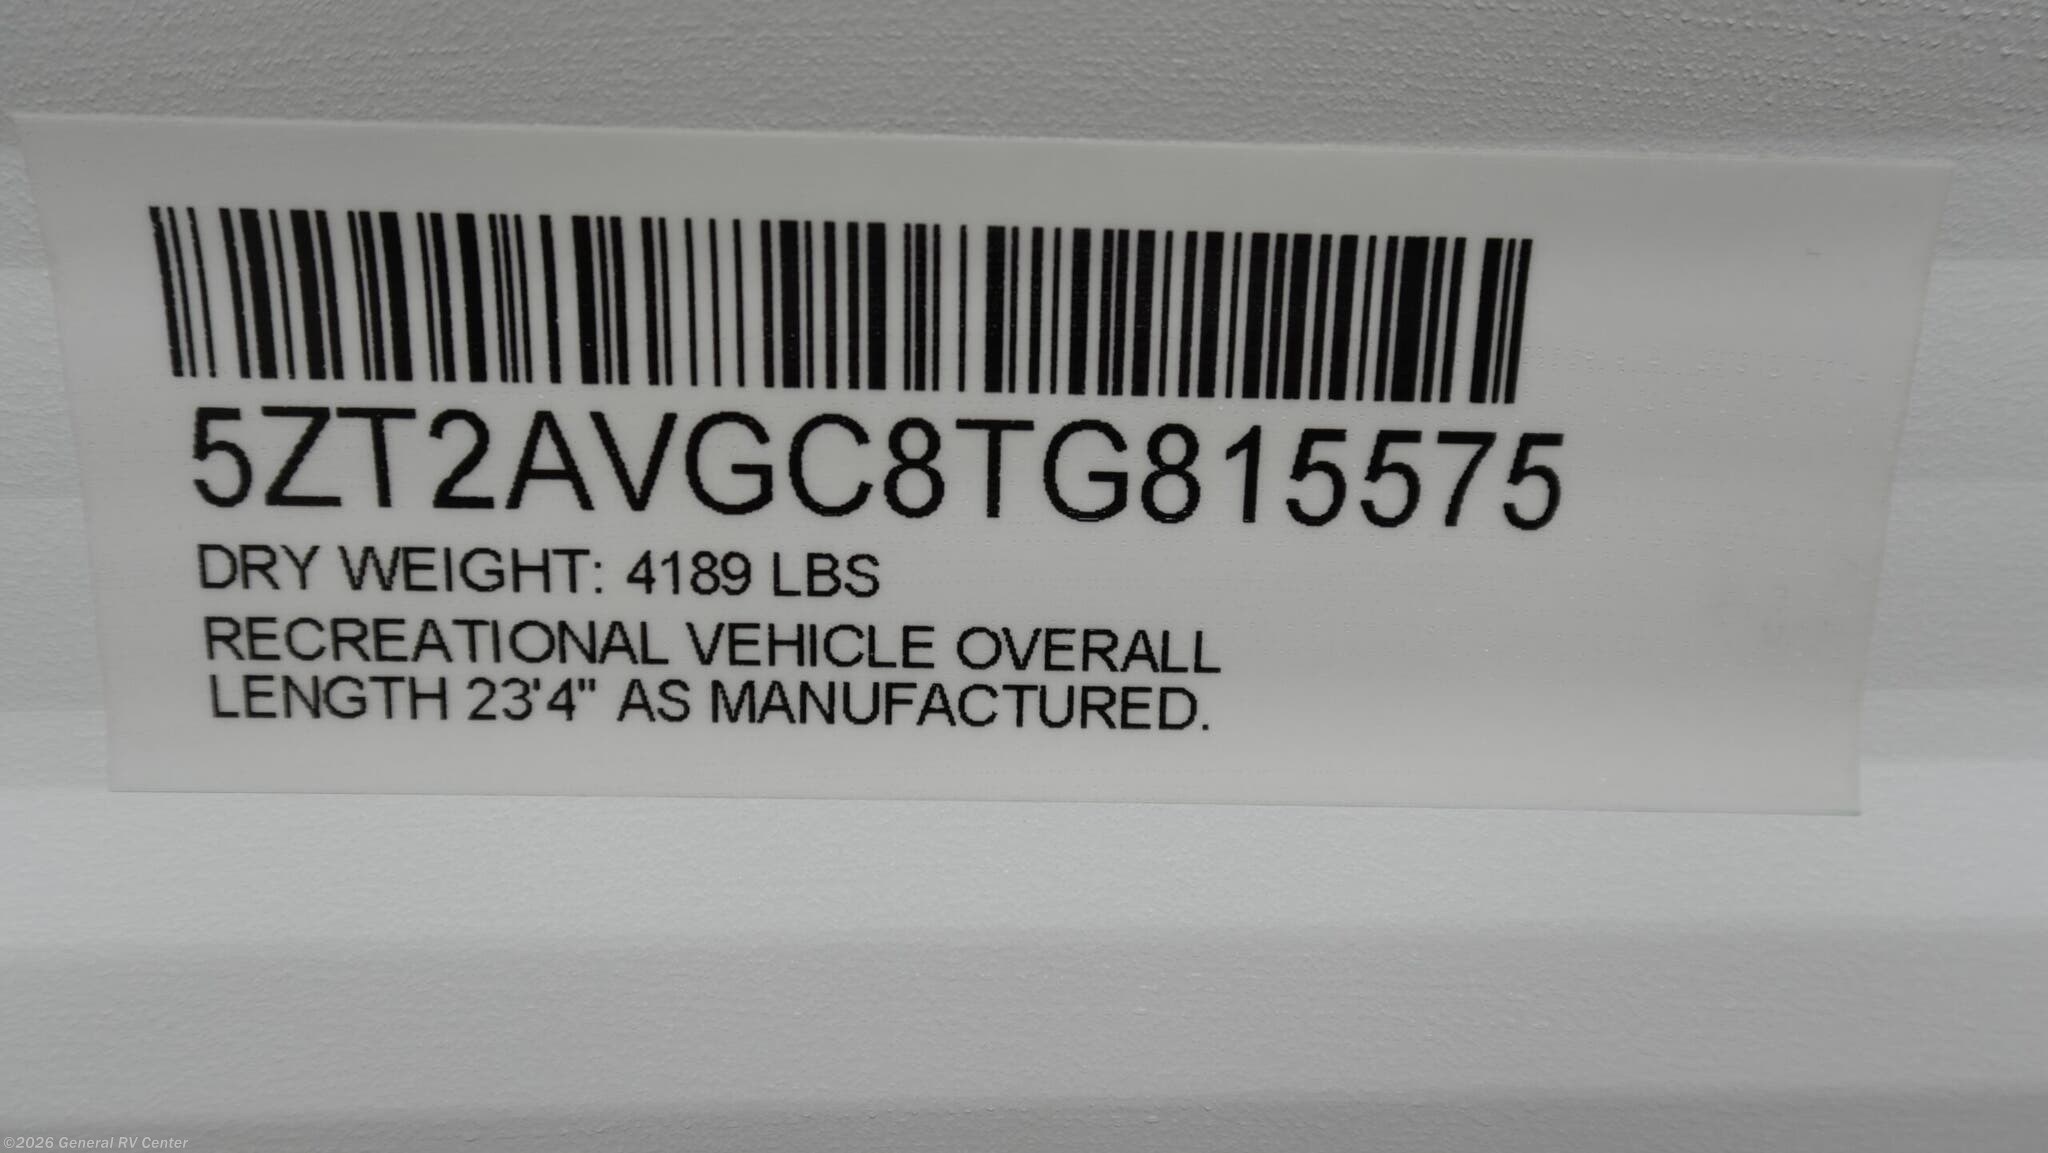 5ZT2AVGC8TG815575
DRY WEIGHT: 4189 LBS
RECREATIONAL VEHICLE OVERALL
LENGTH 23'4" AS MANUFACTURED.
©2026 General RV Center